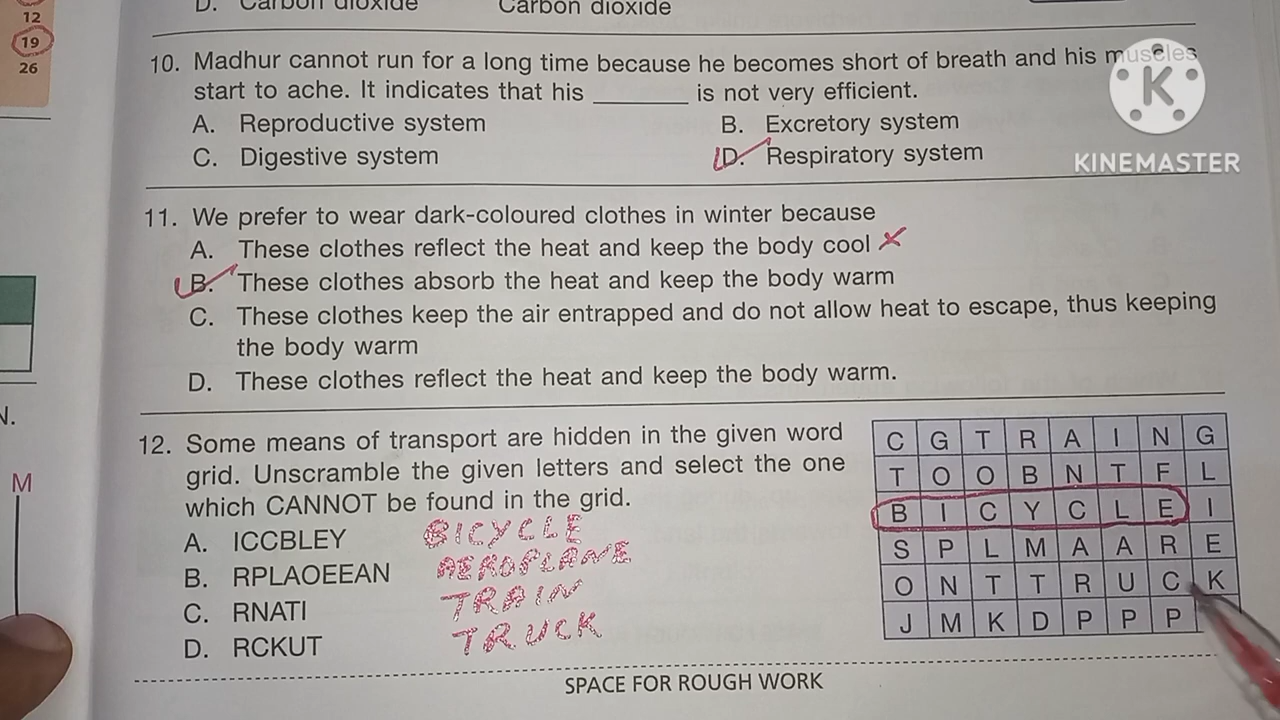 D. Carbon dioxide Carbon dioxide
12
19
26
10. Madhur cannot run for a long time because he becomes short of breath and his muscles
start to ache. It indicates that his ________ is not very efficient.
A. Reproductive system B. Excretory system
C. Digestive system D. Respiratory system
K
KINEMASTER
11. We prefer to wear dark-coloured clothes in winter because
A. These clothes reflect the heat and keep the body cool
B. These clothes absorb the heat and keep the body warm
C. These clothes keep the air entrapped and do not allow heat to escape, thus keeping
the body warm
D. These clothes reflect the heat and keep the body warm.
N.
M
12. Some means of transport are hidden in the given word
grid. Unscramble the given letters and select the one
which CANNOT be found in the grid.
A. ICCBLEY BICYCLE
B. RPLAOEEAN AEROPLANE
C. RNATI TRAIN
D. RCKUT TRUCK
C G T R A I N G
T O O B N T F L
B I C Y C L E I
S P L M A A R E
O N T T R U C K
J M K D P P P
SPACE FOR ROUGH WORK